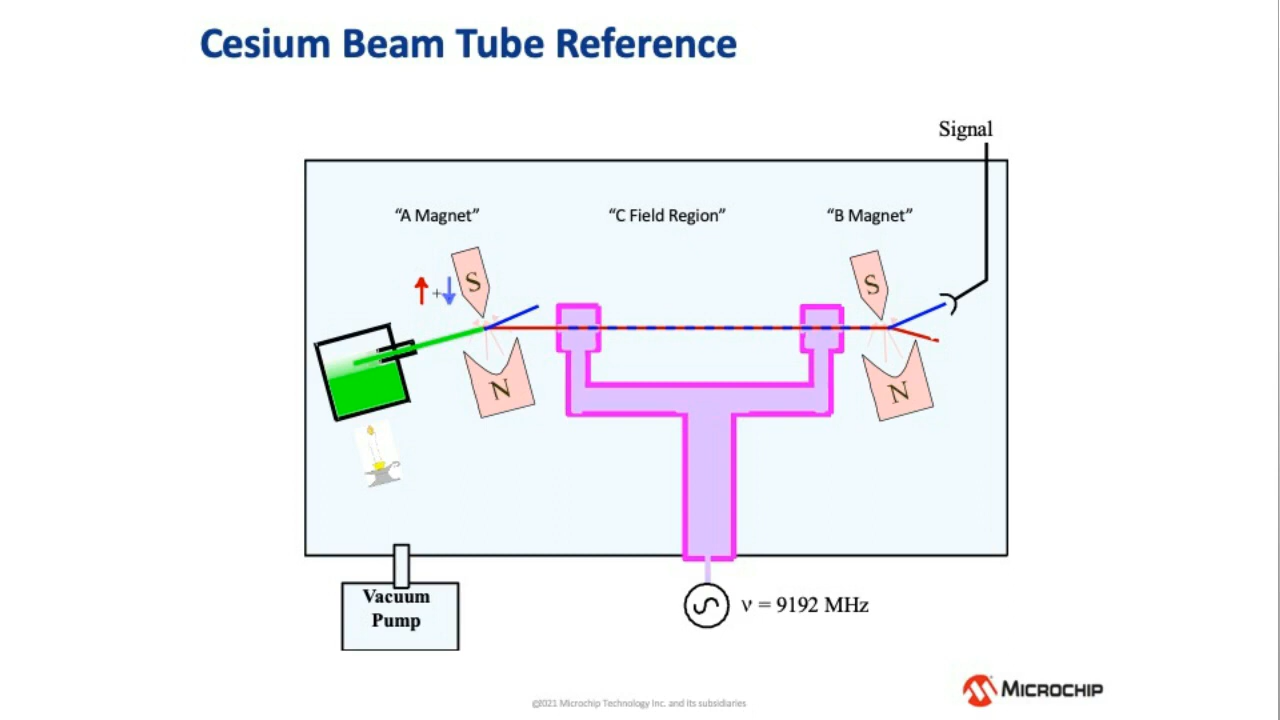 Cesium Beam Tube Reference
Signal
“A Magnet”
“C Field Region”
“B Magnet”
S
S
+
N
N
Vacuum
Pump
ν = 9192 MHz
MICROCHIP
©2021 Microchip Technology Inc. and its subsidiaries